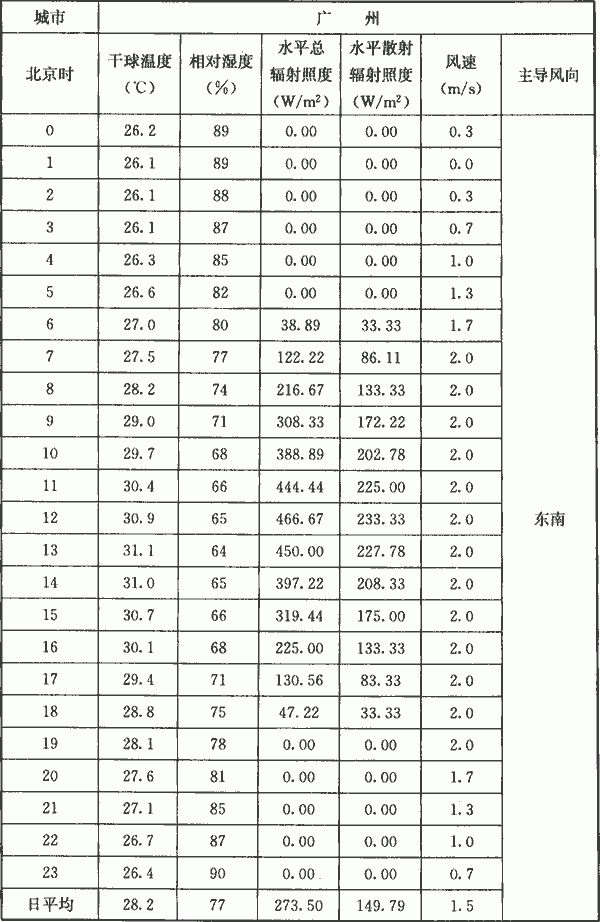 城市 广州
北京时 干球温度(℃) 相对湿度(%) 水平总辐射照度(W/m²) 水平散射辐射照度(W/m²) 风速(m/s) 主导风向
0 26.2 89 0.00 0.00 0.3
1 26.1 89 0.00 0.00 0.0
2 26.1 88 0.00 0.00 0.3
3 26.1 87 0.00 0.00 0.7
4 26.3 85 0.00 0.00 1.0
5 26.6 82 0.00 0.00 1.3
6 27.0 80 38.89 33.33 1.7
7 27.5 77 122.22 86.11 2.0
8 28.2 74 216.67 133.33 2.0
9 29.0 71 308.33 172.22 2.0
10 29.7 68 388.89 202.78 2.0
11 30.4 66 444.44 225.00 2.0
12 30.9 65 466.67 233.33 2.0 东南
13 31.1 64 450.00 227.78 2.0
14 31.0 65 397.22 208.33 2.0
15 30.7 66 319.44 175.00 2.0
16 30.1 68 225.00 133.33 2.0
17 29.4 71 130.56 83.33 2.0
18 28.8 75 47.22 33.33 2.0
19 28.1 78 0.00 0.00 2.0
20 27.6 81 0.00 0.00 1.7
21 27.1 85 0.00 0.00 1.3
22 26.7 87 0.00 0.00 1.0
23 26.4 90 0.00 0.00 0.7
日平均 28.2 77 273.50 149.79 1.5